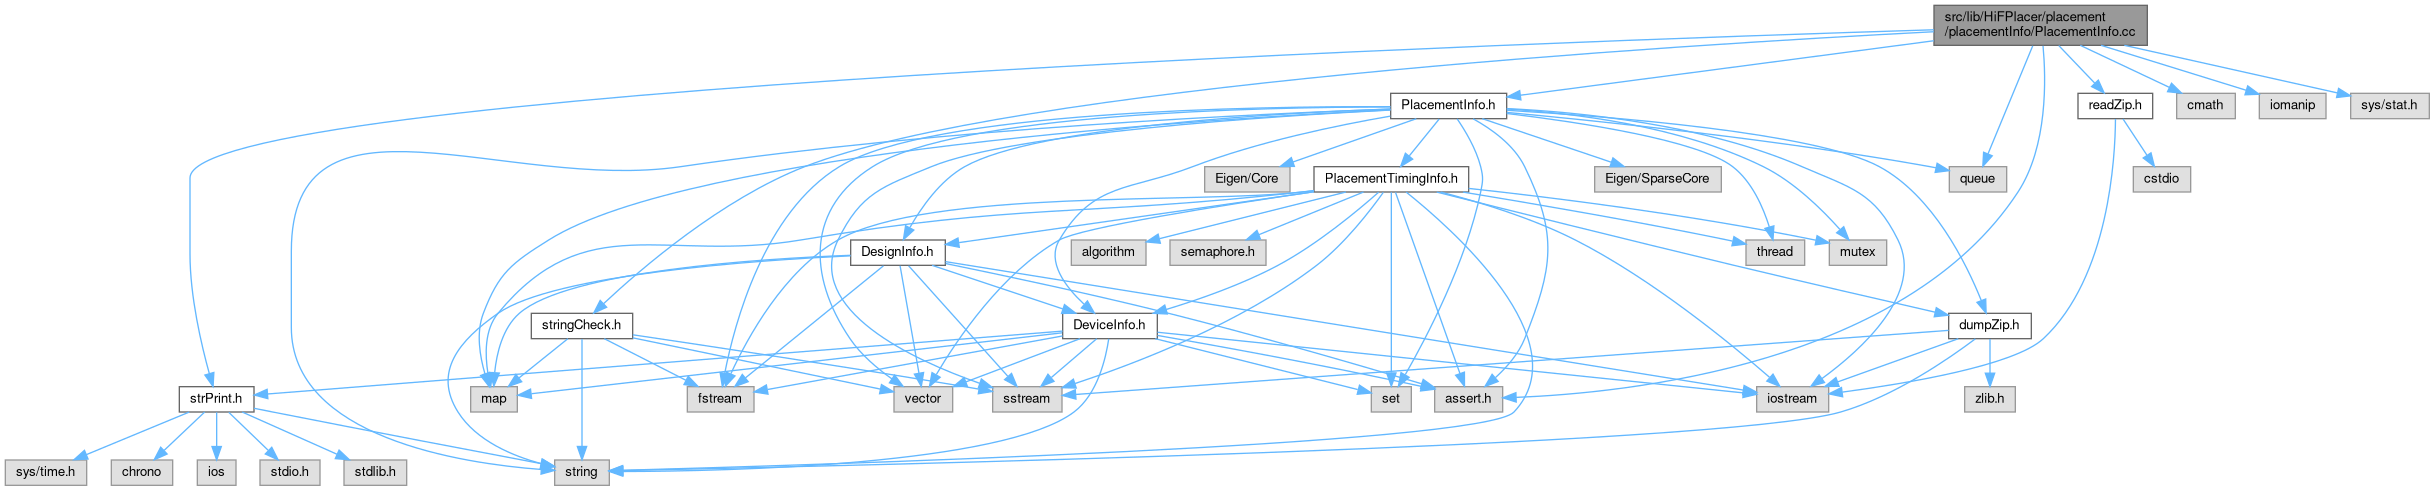 src/lib/HiFPlacer/placement
/placementInfo/PlacementInfo.cc
PlacementInfo.h
readZip.h
cmath
iomanip
sys/stat.h
Eigen/Core
PlacementTimingInfo.h
Eigen/SparseCore
queue
cstdio
DesignInfo.h
algorithm
semaphore.h
thread
mutex
stringCheck.h
DeviceInfo.h
dumpZip.h
strPrint.h
map
fstream
vector
sstream
set
assert.h
iostream
zlib.h
sys/time.h
chrono
ios
stdio.h
stdlib.h
string